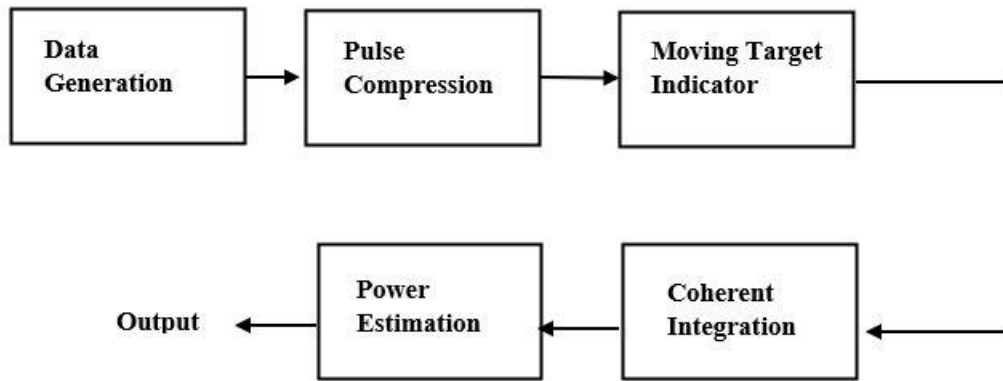 Data
Generation
Pulse
Compression
Moving Target
Indicator
Coherent
Integration
Power
Estimation
Output